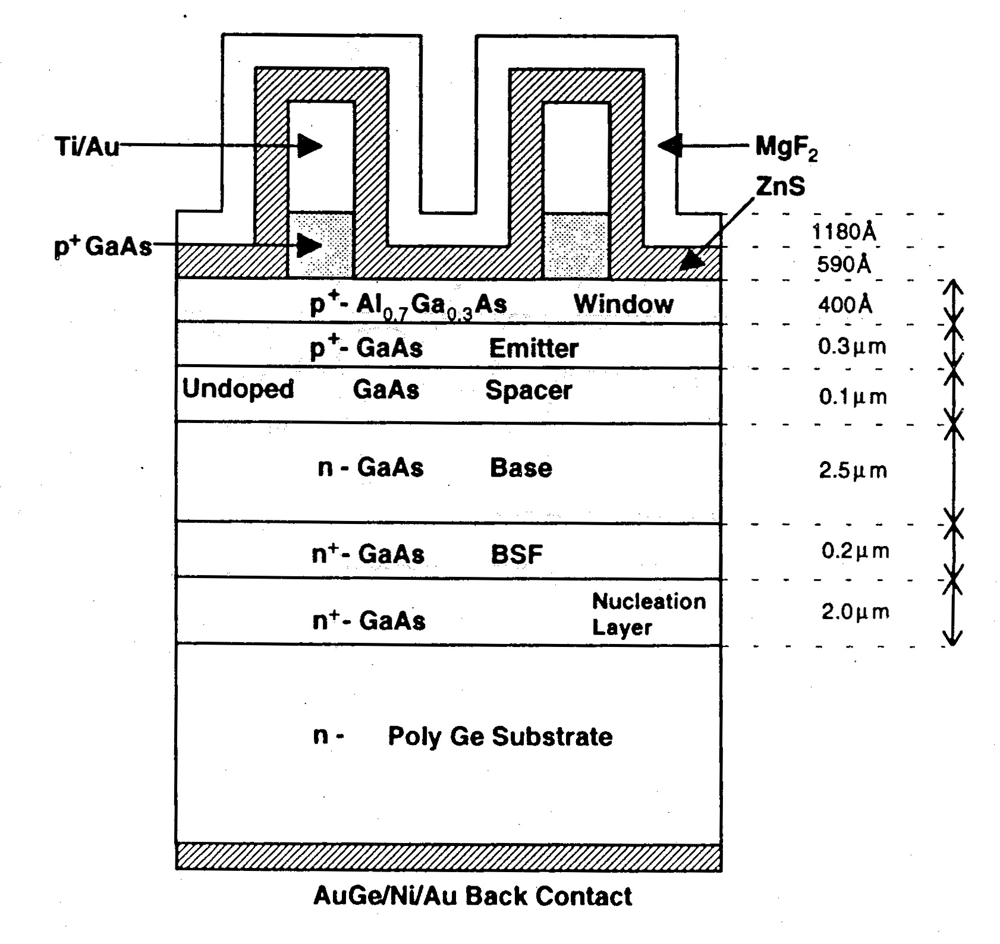 Ti/Au
MgF₂
ZnS
1180Å
p⁺ GaAs
590Å
p⁺- Al₀.₇Ga₀.₃As Window 400Å
p⁺- GaAs Emitter 0.3µm
Undoped GaAs Spacer 0.1µm
n - GaAs Base 2.5µm
n⁺- GaAs BSF 0.2µm
n⁺- GaAs Nucleation
Layer 2.0µm
n - Poly Ge Substrate
AuGe/Ni/Au Back Contact